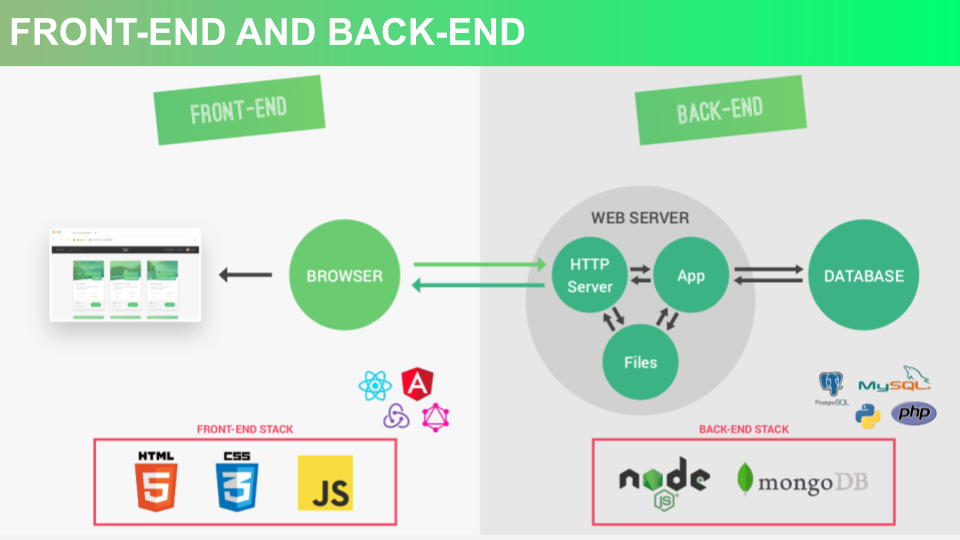 FRONT-END AND BACK-END
FRONT-END
BACK-END
WEB SERVER
BROWSER
HTTP
Server
App
Files
DATABASE
PostgreSQL
MySQL
php
FRONT-END STACK
HTML
5
CSS
3
JS
BACK-END STACK
node
JS
mongoDB